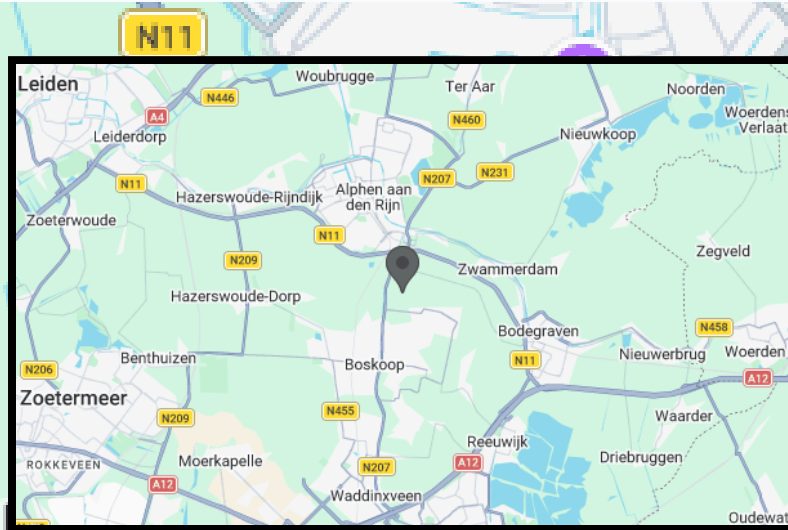 N11
Leiden
Woubrugge
Ter Aar
Noorden
N446
A4
N460
Woerdens
Verlaat
Leiderdorp
Nieuwkoop
N11
N207
N231
Hazerswoude-Rijndijk
Alphen aan
den Rijn
Zoeterwoude
N11
N209
Zwammerdam
Zegveld
Hazerswoude-Dorp
Bodegraven
N458
Benthuizen
Boskoop
N11
Nieuwerbrug
Woerden
N206
A12
Zoetermeer
N209
N455
Waarder
Reeuwijk
ROKKEVEEN
Moerkapelle
N207
A12
Driebruggen
A12
Waddinxveen
Oudewat